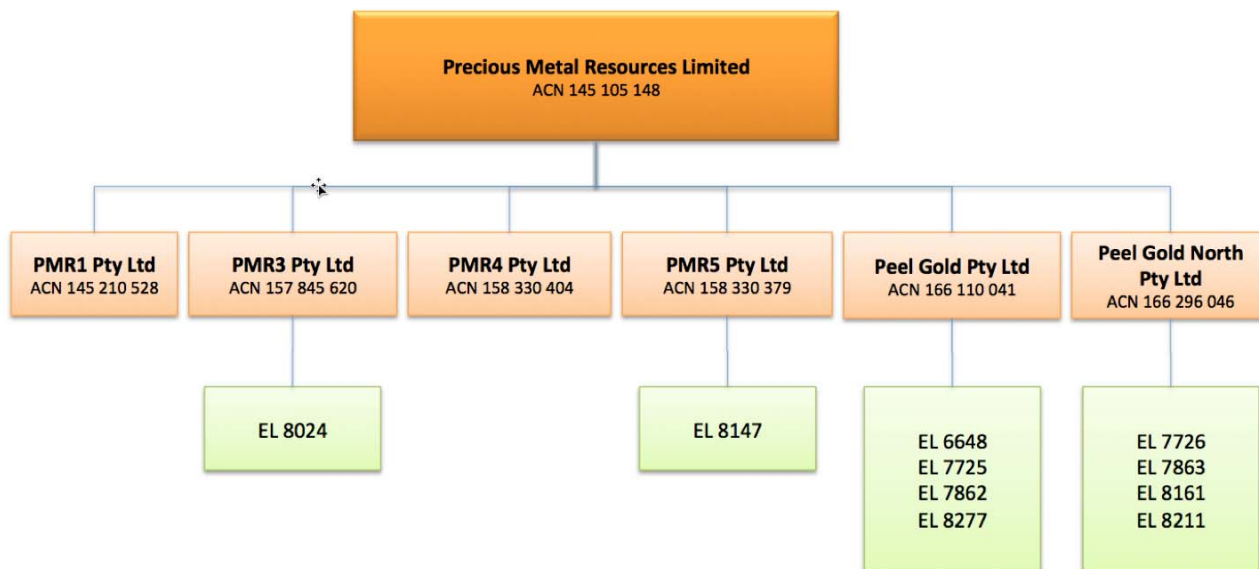 Precious Metal Resources Limited
ACN 145 105 148
PMR1 Pty Ltd
ACN 145 210 528
PMR3 Pty Ltd
ACN 157 845 620
PMR4 Pty Ltd
ACN 158 330 404
PMR5 Pty Ltd
ACN 158 330 379
Peel Gold Pty Ltd
ACN 166 110 041
Peel Gold North
Pty Ltd
ACN 166 296 046
EL 8024
EL 8147
EL 6648
EL 7725
EL 7862
EL 8277
EL 7726
EL 7863
EL 8161
EL 8211